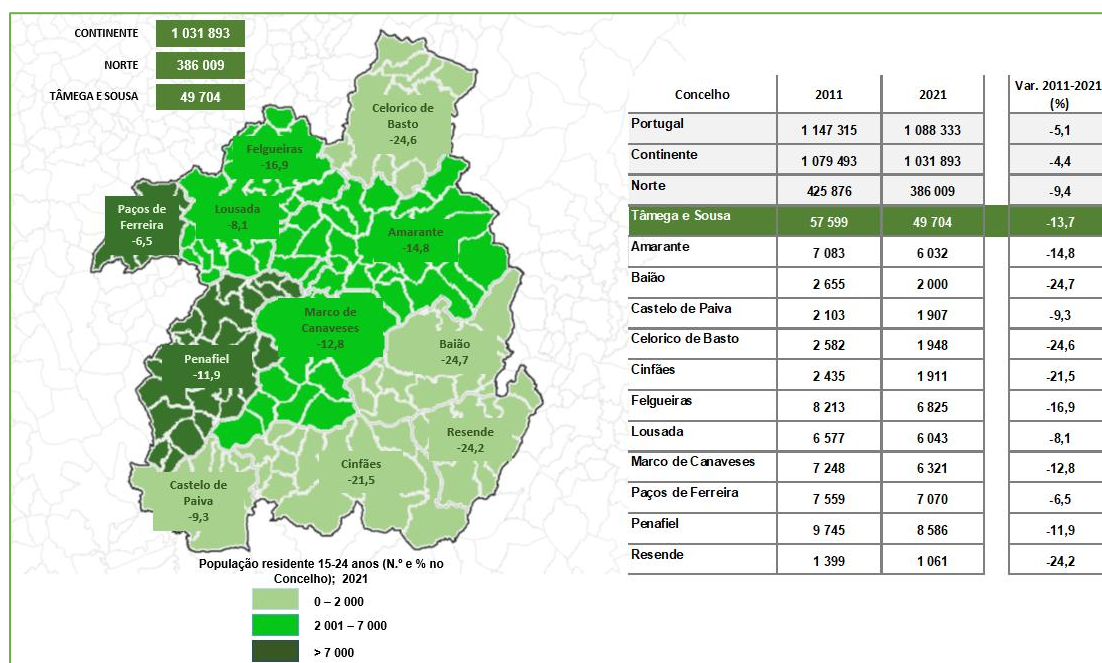 CONTINENTE 1 031 893
NORTE 386 009
TÂMEGA E SOUSA 49 704
Celorico de
Basto
-24,6
Felgueiras
-16,9
Paços de
Ferreira
-6,5
Lousada
-8,1
Amarante
-14,8
Marco de
Canaveses
-12,8
Baião
-24,7
Penafiel
-11,9
Resende
-24,2
Cinfães
-21,5
Castelo de
Paiva
-9,3
População residente 15-24 anos (N.º e % no
Concelho); 2021
0 – 2 000
2 001 – 7 000
> 7 000
Concelho 2011 2021 Var. 2011-2021
(%)
Portugal 1 147 315 1 088 333 -5,1
Continente 1 079 493 1 031 893 -4,4
Norte 425 876 386 009 -9,4
Tâmega e Sousa 57 599 49 704 -13,7
Amarante 7 083 6 032 -14,8
Baião 2 655 2 000 -24,7
Castelo de Paiva 2 103 1 907 -9,3
Celorico de Basto 2 582 1 948 -24,6
Cinfães 2 435 1 911 -21,5
Felgueiras 8 213 6 825 -16,9
Lousada 6 577 6 043 -8,1
Marco de Canaveses 7 248 6 321 -12,8
Paços de Ferreira 7 559 7 070 -6,5
Penafiel 9 745 8 586 -11,9
Resende 1 399 1 061 -24,2